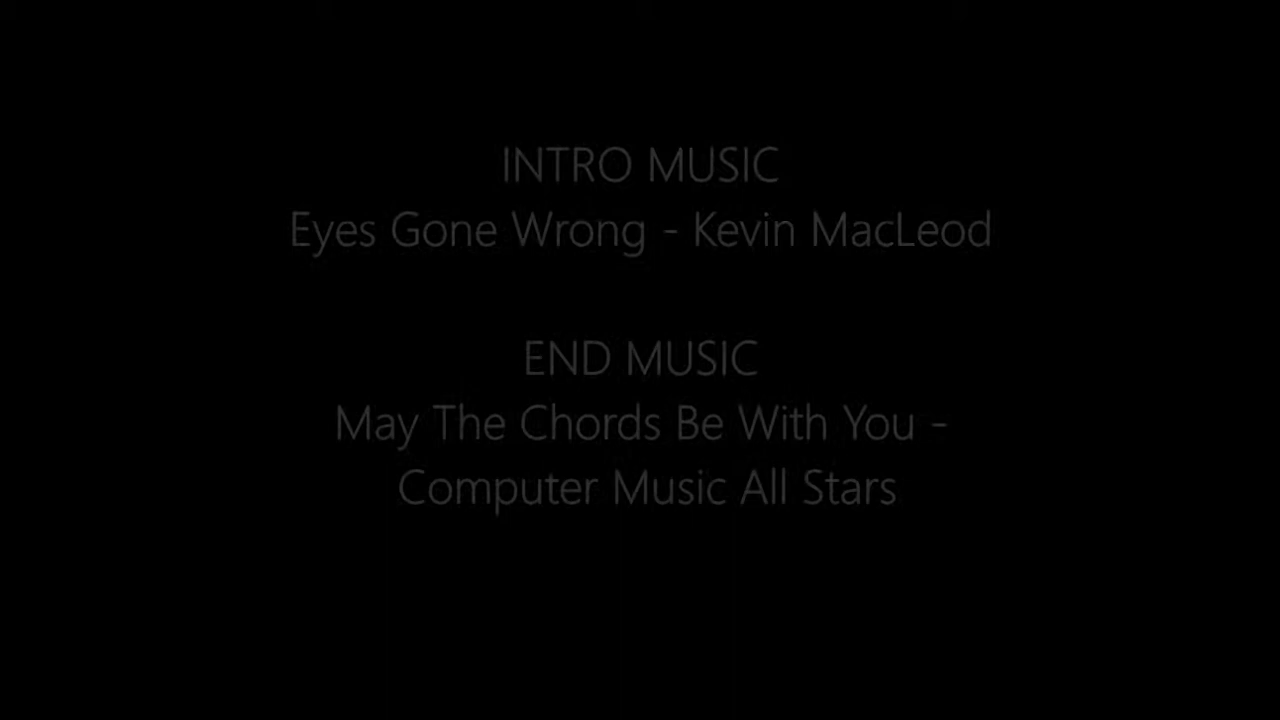 INTRO MUSIC
Eyes Gone Wrong - Kevin MacLeod
END MUSIC
May The Chords Be With You -
Computer Music All Stars